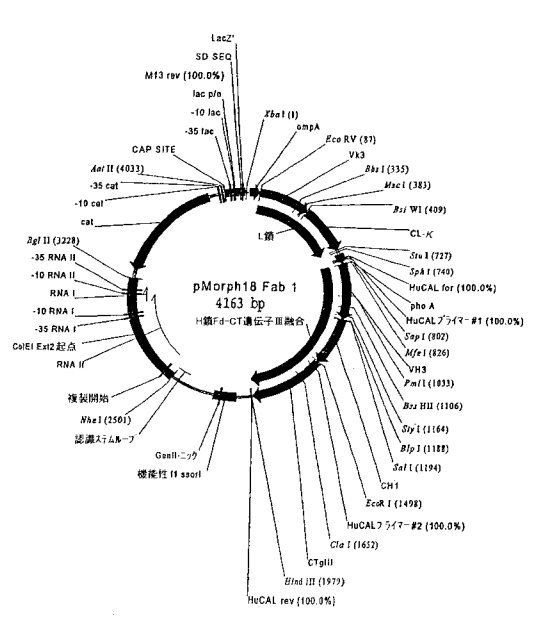 LacZ'
SD SEQ
M13 rev (100.0%)
lac p/o
-10 lac
-35 lac
CAP SITE
Aat II (4033)
-35 cat
-10 cat
cat
Bgl II (3228)
-35 RNA II
-10 RNA II
RNA I
-10 RNA I
-35 RNA I
ColEI Ext2 起点
RNA II
複製開始
Nhe I (2501)
認識ステムループ
GenII-ニック
機能性 f1 ssori
Xba I (1)
ompA
Eco RV (87)
Vk3
Bbs I (335)
Msc I (383)
Bsi WI (409)
CL-κ
Stu I (727)
Sph I (740)
HuCAL for (100.0%)
pho A
HuCALプライマー#1 (100.0%)
Sap I (802)
Mfe I (826)
VH3
Pml I (1033)
Bss HII (1106)
Sty I (1164)
Blp I (1188)
Sal I (1194)
CH1
EcoR I (1498)
HuCALプライマー#2 (100.0%)
Cla I (1652)
CTgIII
Hind III (1979)
HuCAL rev (100.0%)
L鎖
pMorph18 Fab 1
4163 bp
H鎖Fd-CT遺伝子Ⅲ融合